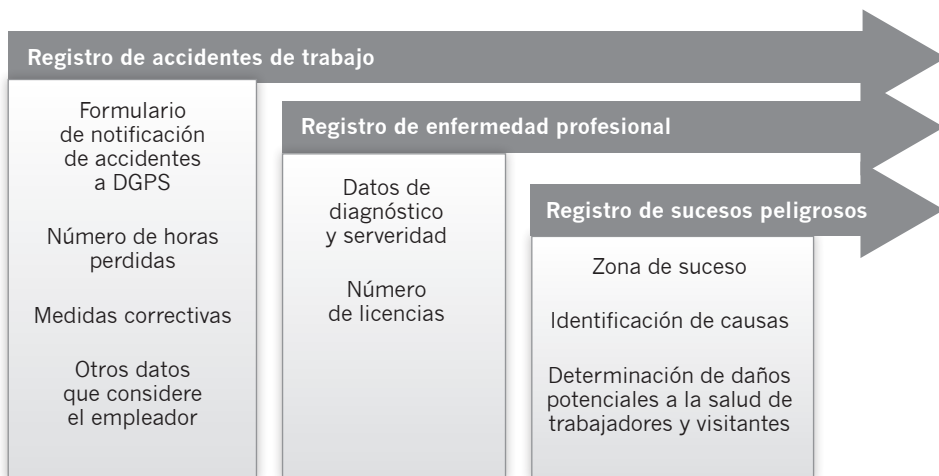 Registro de accidentes de trabajo
Formulario
de notificación
de accidentes
a DGPS
Número de horas
perdidas
Medidas correctivas
Otros datos
que considere
el empleador
Registro de enfermedad profesional
Datos de
diagnóstico
y serveridad
Número
de licencias
Registro de sucesos peligrosos
Zona de suceso
Identificación de causas
Determinación de daños
potenciales a la salud de
trabajadores y visitantes